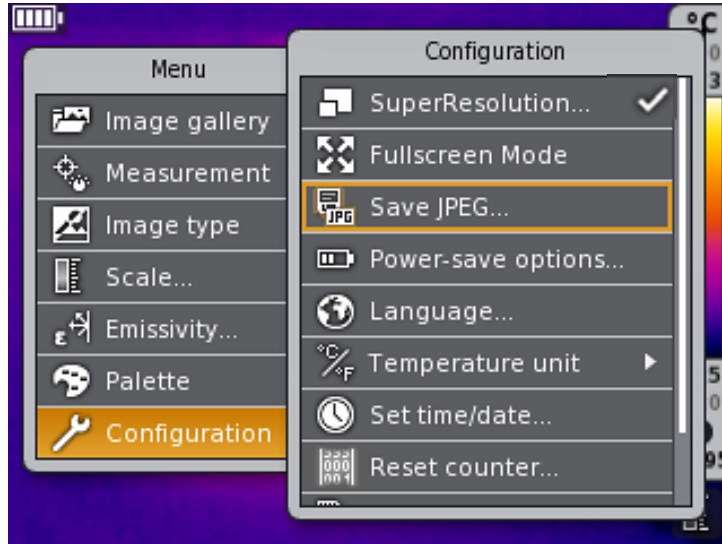 °C
Menu
Image gallery
Measurement
Image type
Scale...
Emissivity...
Palette
Configuration
Configuration
SuperResolution...
Fullscreen Mode
JPG
Save JPEG...
Power-save options...
Language...
°C/°F
Temperature unit
Set time/date...
Reset counter...